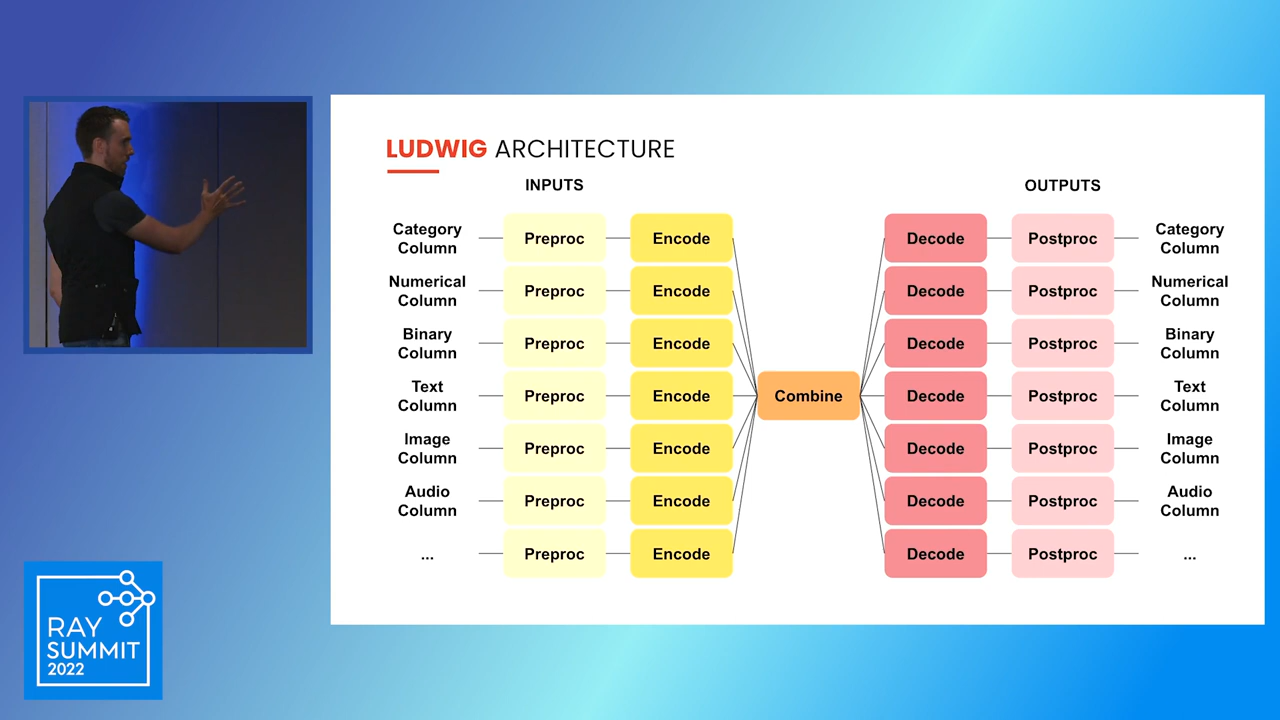 LUDWIG ARCHITECTURE
INPUTS
OUTPUTS
Category
Column
Preproc
Encode
Decode
Postproc
Category
Column
Numerical
Column
Preproc
Encode
Decode
Postproc
Numerical
Column
Binary
Column
Preproc
Encode
Decode
Postproc
Binary
Column
Text
Column
Preproc
Encode
Combine
Decode
Postproc
Text
Column
Image
Column
Preproc
Encode
Decode
Postproc
Image
Column
Audio
Column
Preproc
Encode
Decode
Postproc
Audio
Column
...
Preproc
Encode
Decode
Postproc
...
RAY
SUMMIT
2022